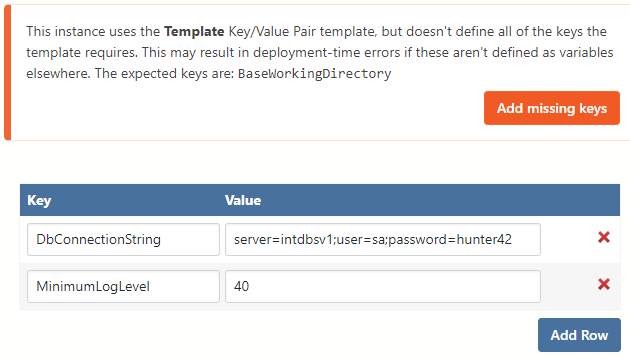 This instance uses the Template Key/Value Pair template, but doesn't define all of the keys the
template requires. This may result in deployment-time errors if these aren't defined as variables
elsewhere. The expected keys are: BaseWorkingDirectory
Add missing keys
Key Value
DbConnectionString server=intdbsv1;user=sa;password=hunter42
MinimumLogLevel 40
Add Row